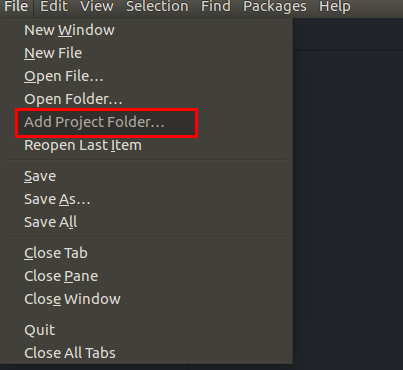 File Edit View Selection Find Packages Help
New Window
New File
Open File...
Open Folder...
Add Project Folder...
Reopen Last Item
Save
Save As...
Save All
Close Tab
Close Pane
Close Window
Quit
Close All Tabs